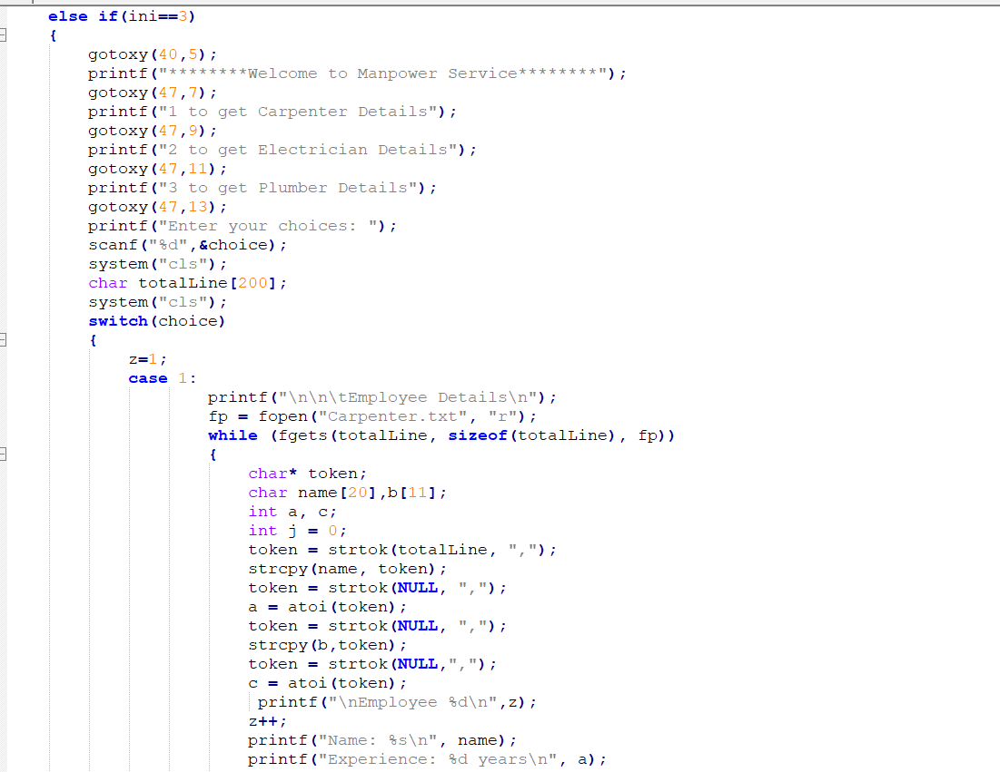 else if(ini==3)
{
gotoxy(40,5);
printf("********Welcome to Manpower Service********");
gotoxy(47,7);
printf("1 to get Carpenter Details");
gotoxy(47,9);
printf("2 to get Electrician Details");
gotoxy(47,11);
printf("3 to get Plumber Details");
gotoxy(47,13);
printf("Enter your choices: ");
scanf("%d",&choice);
system("cls");
char totalLine[200];
system("cls");
switch(choice)
{
z=1;
case 1:
printf("\n\n\tEmployee Details\n");
fp = fopen("Carpenter.txt", "r");
while (fgets(totalLine, sizeof(totalLine), fp))
{
char* token;
char name[20],b[11];
int a, c;
int j = 0;
token = strtok(totalLine, ",");
strcpy(name, token);
token = strtok(NULL, ",");
a = atoi(token);
token = strtok(NULL, ",");
strcpy(b,token);
token = strtok(NULL,",");
c = atoi(token);
printf("\nEmployee %d\n",z);
z++;
printf("Name: %s\n", name);
printf("Experience: %d years\n", a);